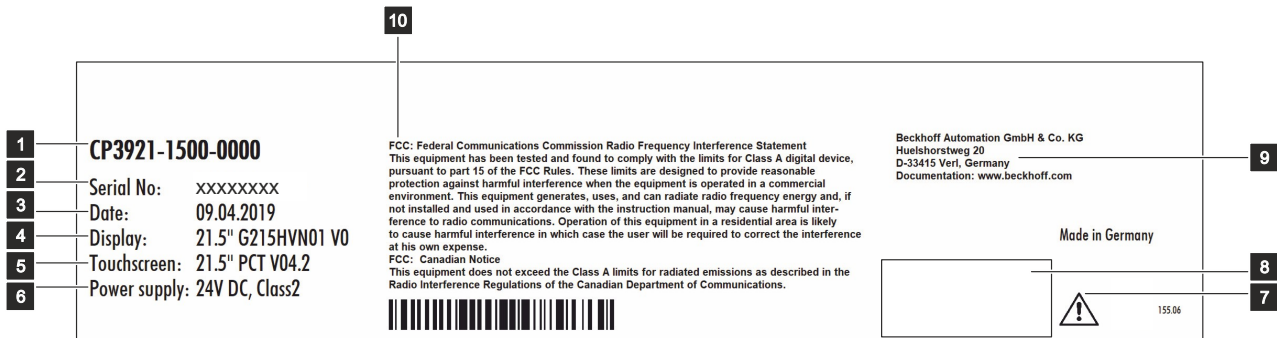 10
1 CP3921-1500-0000
2 Serial No: XXXXXXXX
3 Date: 09.04.2019
4 Display: 21.5" G215HVN01 V0
5 Touchscreen: 21.5" PCT V04.2
6 Power supply: 24V DC, Class2
FCC: Federal Communications Commission Radio Frequency Interference Statement
This equipment has been tested and found to comply with the limits for Class A digital device,
pursuant to part 15 of the FCC Rules. These limits are designed to provide reasonable
protection against harmful interference when the equipment is operated in a commercial
environment. This equipment generates, uses, and can radiate radio frequency energy and, if
not installed and used in accordance with the instruction manual, may cause harmful inter-
ference to radio communications. Operation of this equipment in a residential area is likely
to cause harmful interference in which case the user will be required to correct the interference
at his own expense.
FCC: Canadian Notice
This equipment does not exceed the Class A limits for radiated emissions as described in the
Radio Interference Regulations of the Canadian Department of Communications.
Beckhoff Automation GmbH & Co. KG
Huelshorstweg 20
D-33415 Verl, Germany
Documentation: www.beckhoff.com
9
Made in Germany
8
7
155.06